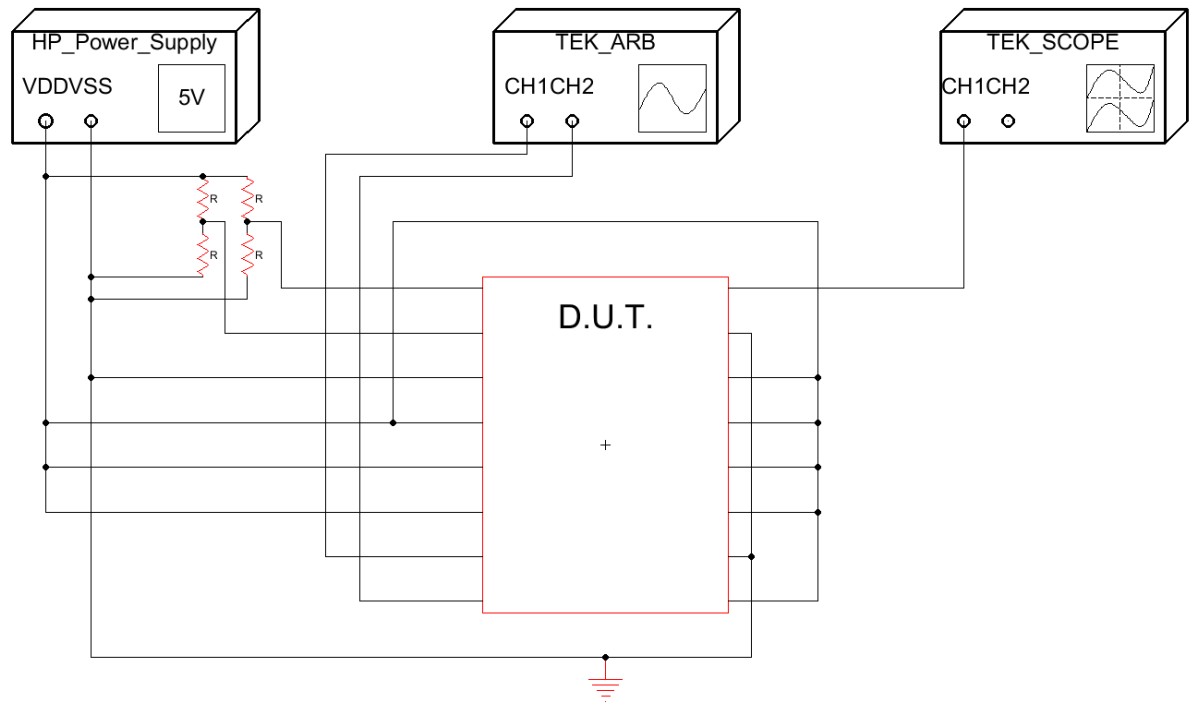 HP_Power_Supply
VDDVSS
5V
TEK_ARB
CH1CH2
TEK_SCOPE
CH1CH2
R
R
R
R
D.U.T.